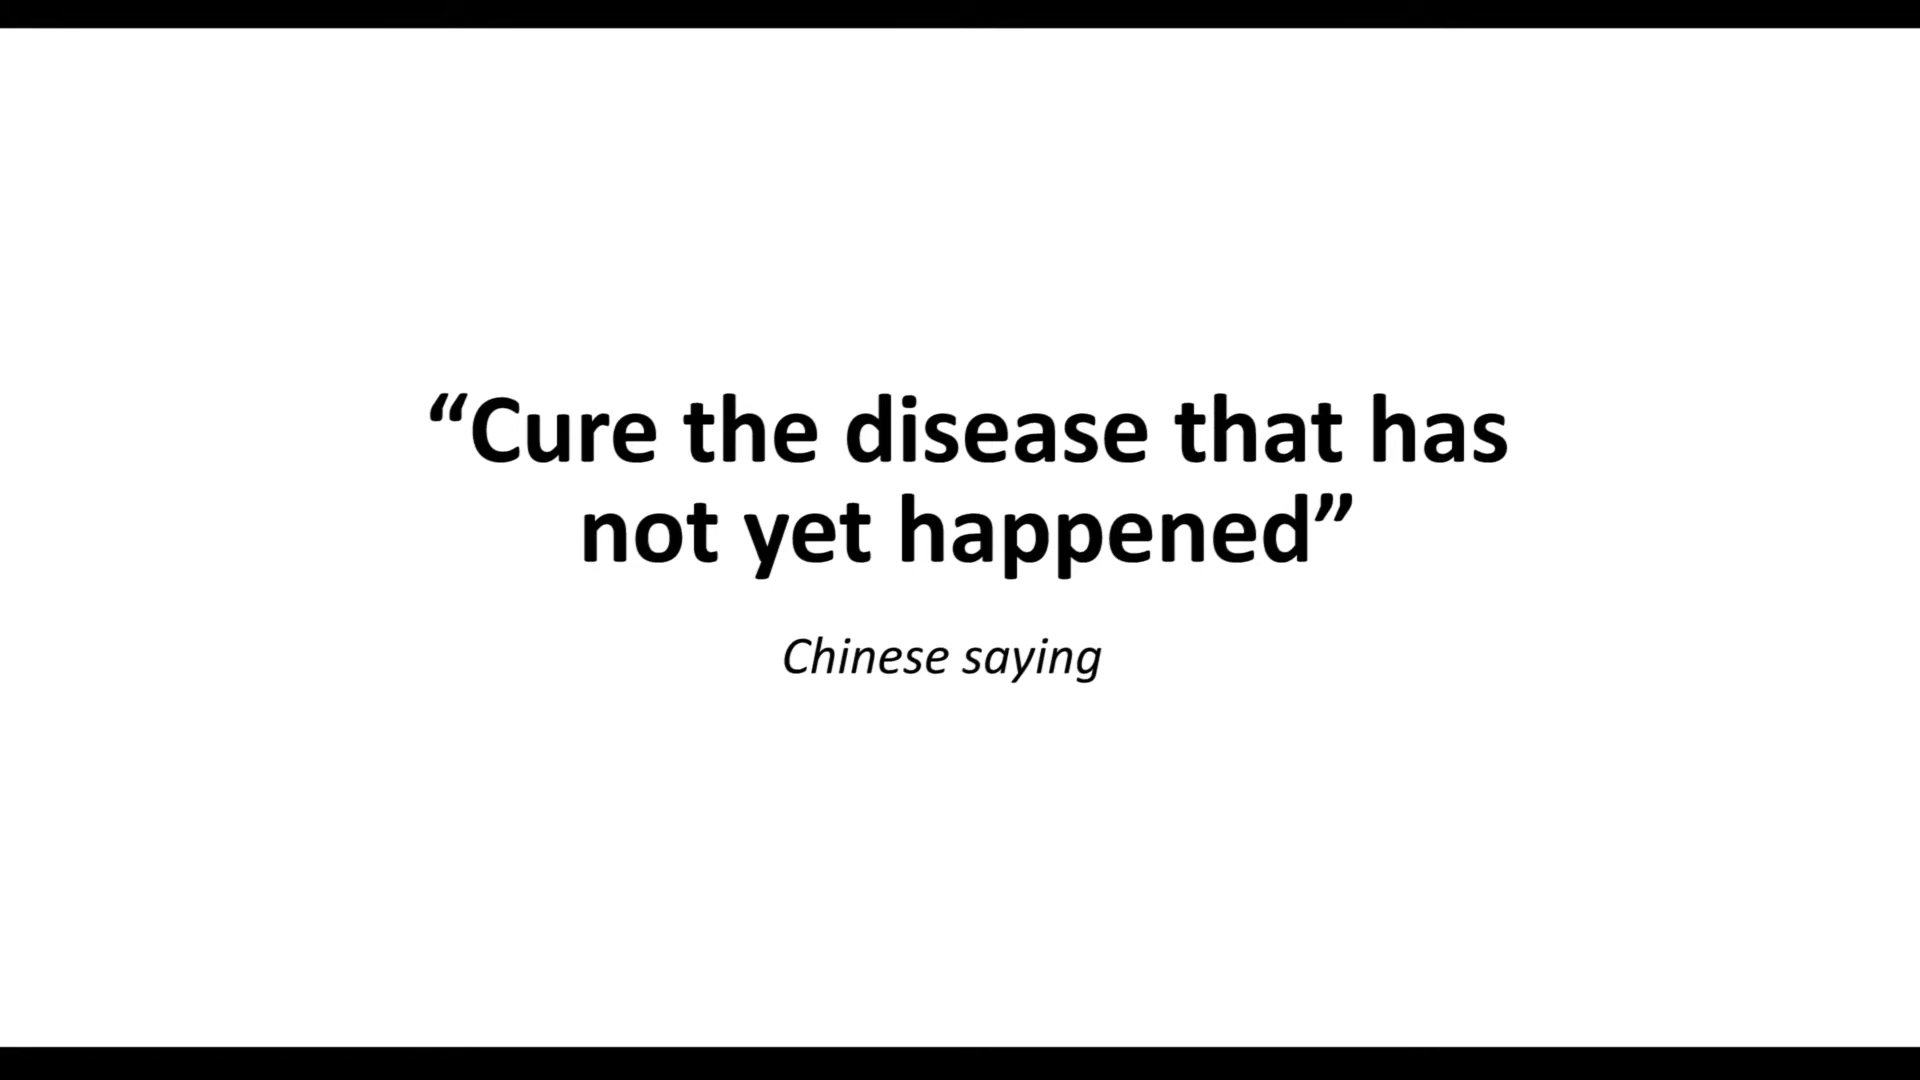 “Cure the disease that has
not yet happened”
Chinese saying